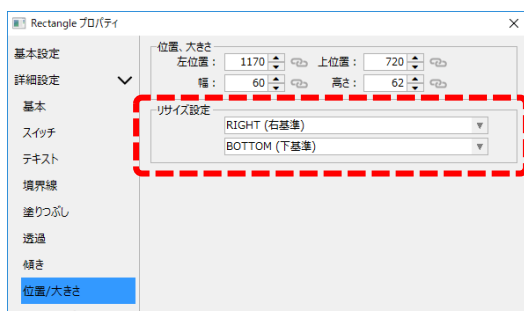 Rectangle プロパティ
基本設定
詳細設定
基本
スイッチ
テキスト
境界線
塗りつぶし
透過
傾き
位置/大きさ
位置、大きさ
左位置： 1170 上位置： 720
幅： 60 高さ： 62
リサイズ設定
RIGHT (右基準)
BOTTOM (下基準)